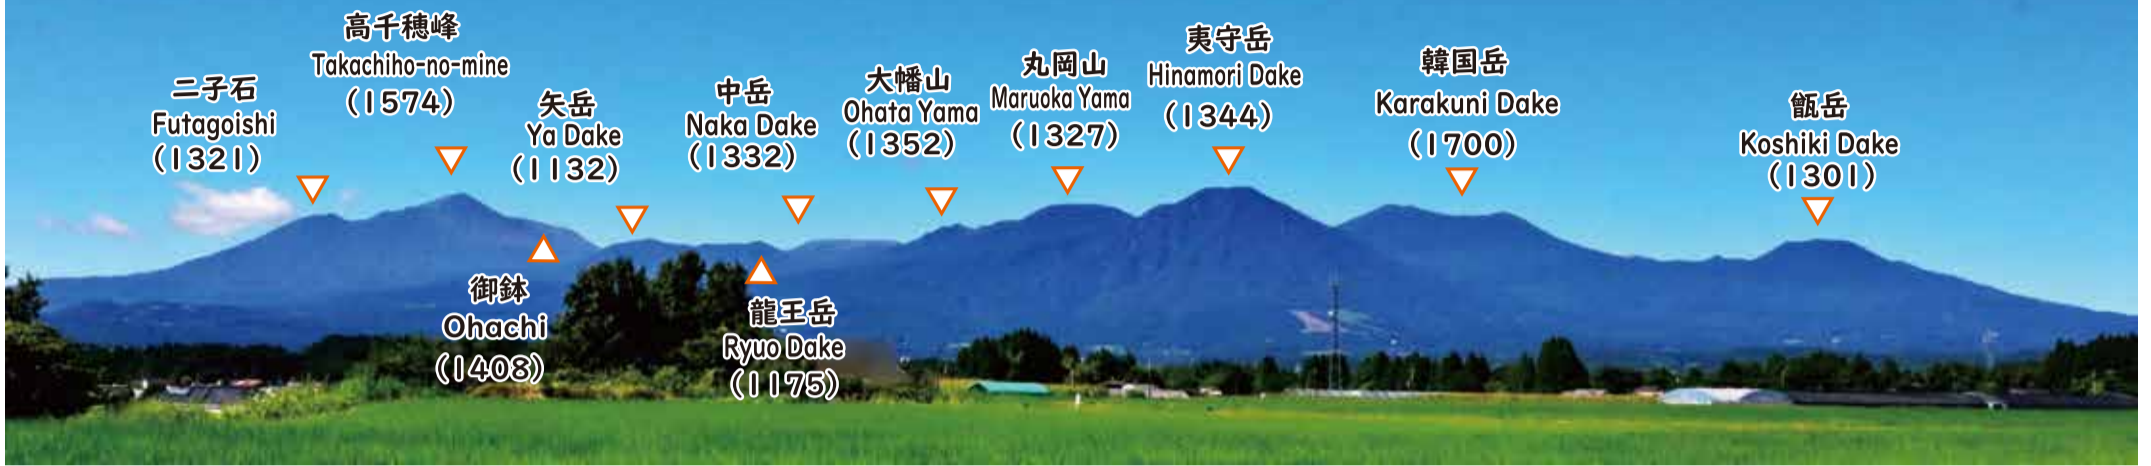 二子石
Futagoishi
(1321)
高千穂峰
Takachiho-no-mine
(1574)
御鉢
Ohachi
(1408)
矢岳
Ya Dake
(1132)
中岳
Naka Dake
(1332)
龍王岳
Ryuo Dake
(1175)
大幡山
Ohata Yama
(1352)
丸岡山
Maruoka Yama
(1327)
夷守岳
Hinamori Dake
(1344)
韓国岳
Karakuni Dake
(1700)
甑岳
Koshiki Dake
(1301)